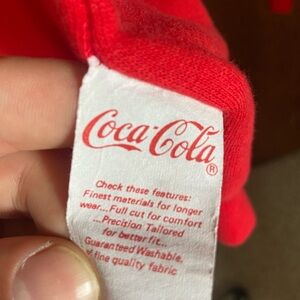 Coca-Cola®
Check these features:
Finest materials for longer
wear...Full cut for comfort
...Precision Tailored
for better fit...
Guaranteed Washable,
of fine quality fabric